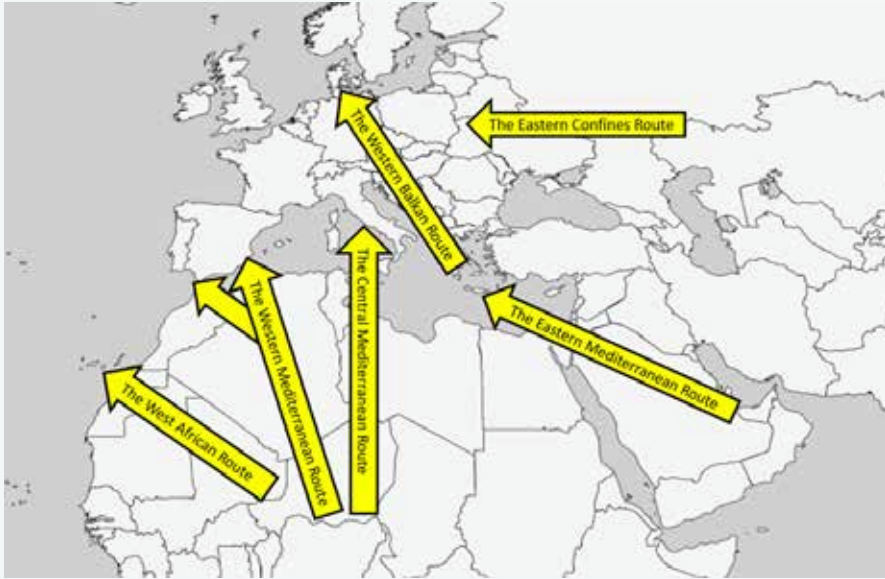 The Eastern Confines Route
The Western Balkan Route
The Central Mediterranean Route
The Western Mediterranean Route
The Eastern Mediterranean Route
The West African Route